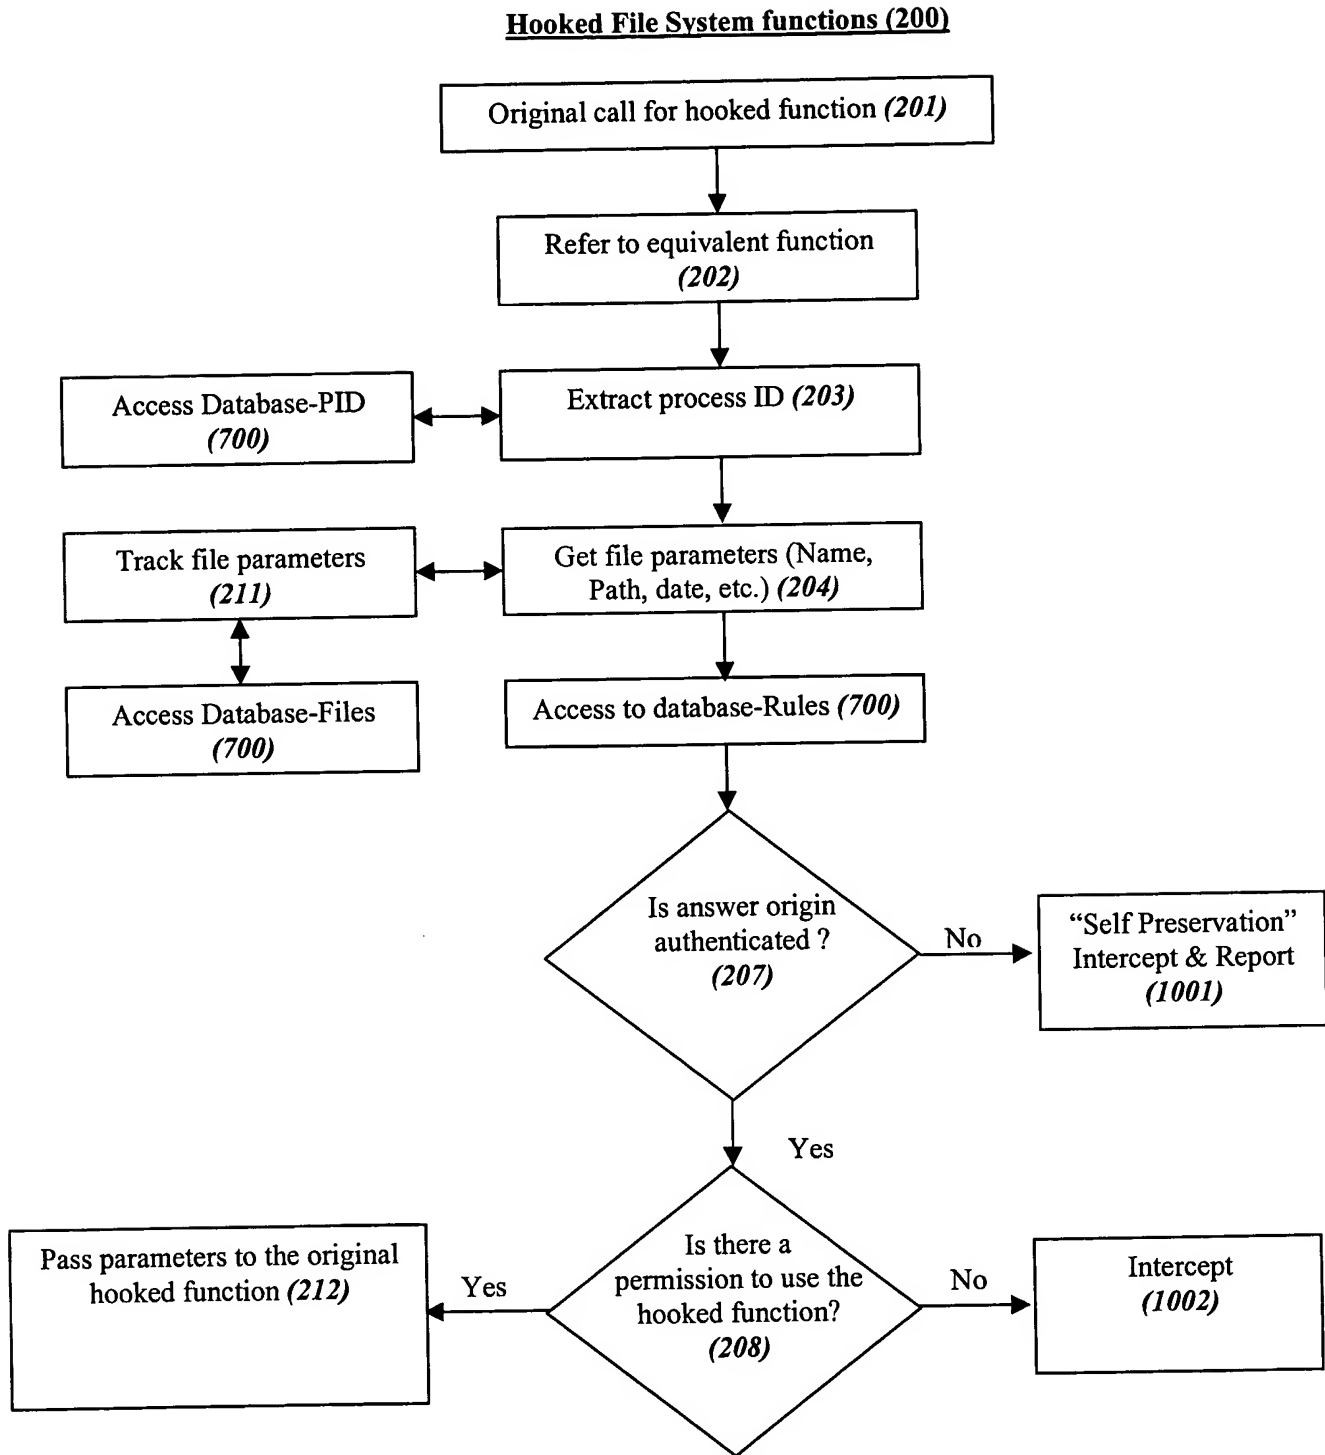 Hooked File System functions (200)
Original call for hooked function (201)
Refer to equivalent function
(202)
Access Database-PID
(700)
Extract process ID (203)
Track file parameters
(211)
Get file parameters (Name,
Path, date, etc.) (204)
Access Database-Files
(700)
Access to database-Rules (700)
Is answer origin
authenticated ?
(207)
No
“Self Preservation”
Intercept & Report
(1001)
Yes
Pass parameters to the original
hooked function (212)
Yes
Is there a
permission to use the
hooked function?
(208)
No
Intercept
(1002)